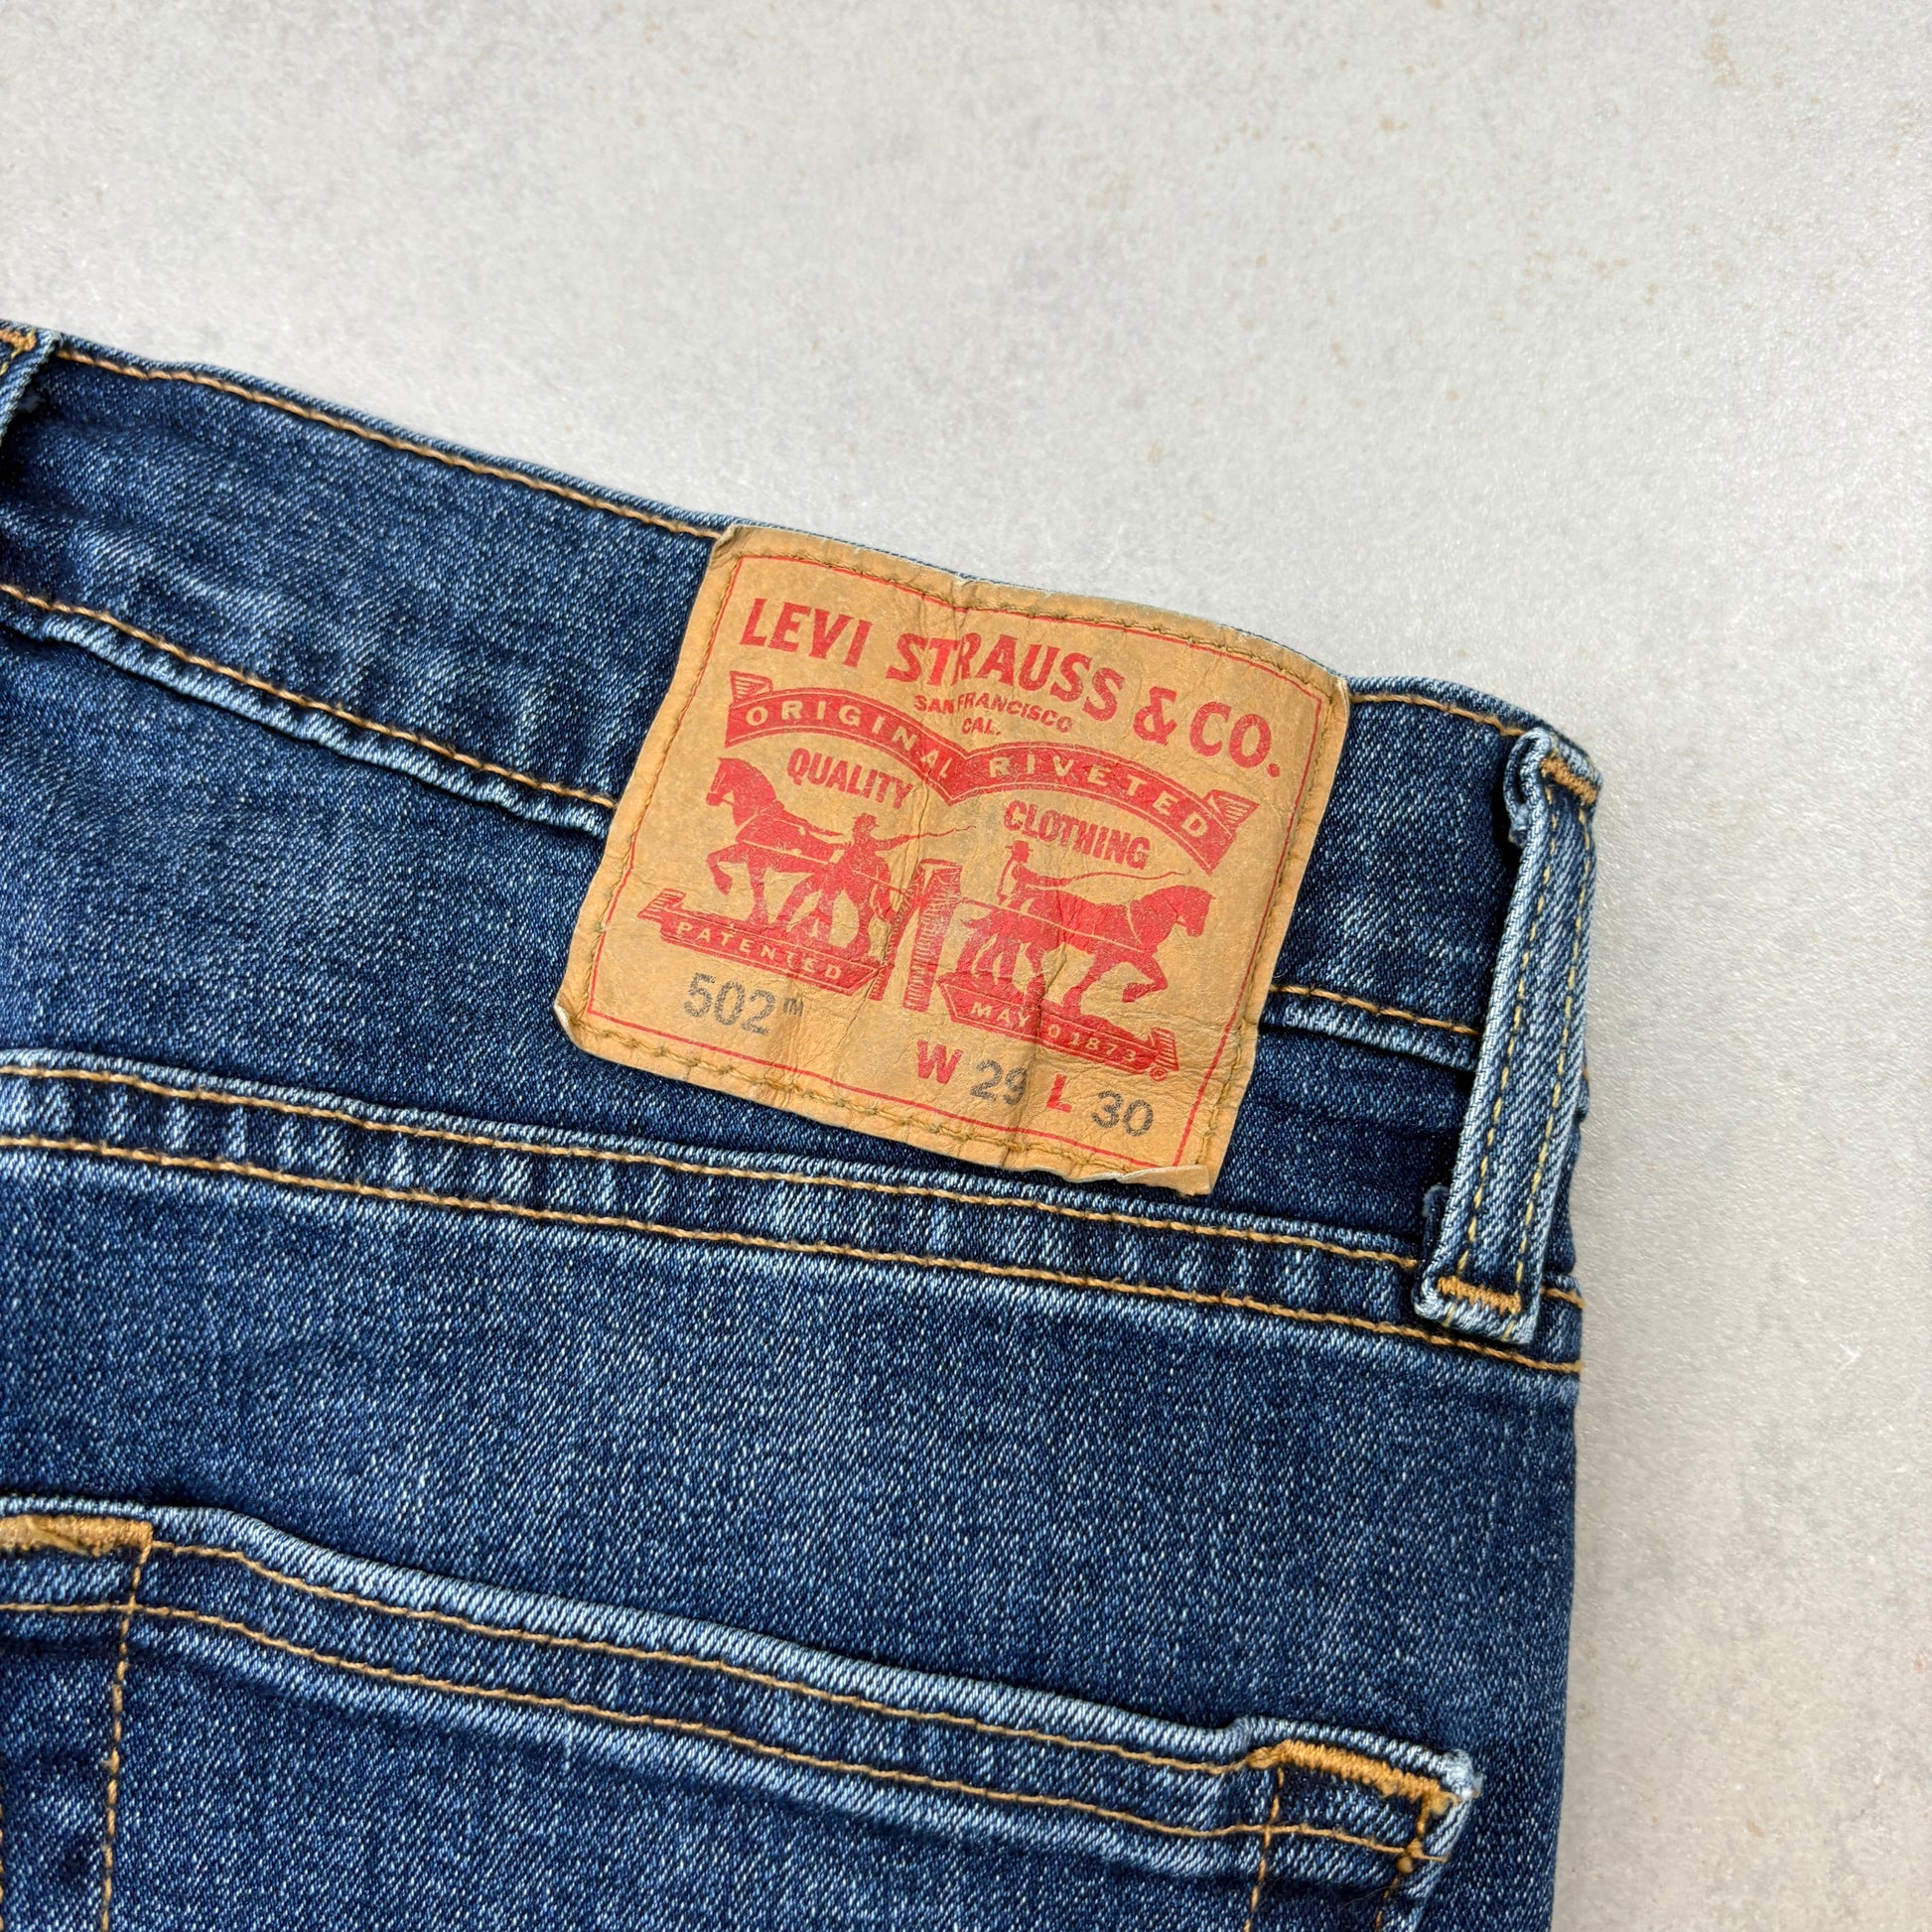 LEVI STRAUSS & CO.
SAN FRANCISCO
CAL.
ORIGINAL RIVETED
QUALITY CLOTHING
PATENTED MAY 20 1873
®
502™
W 29 L 30